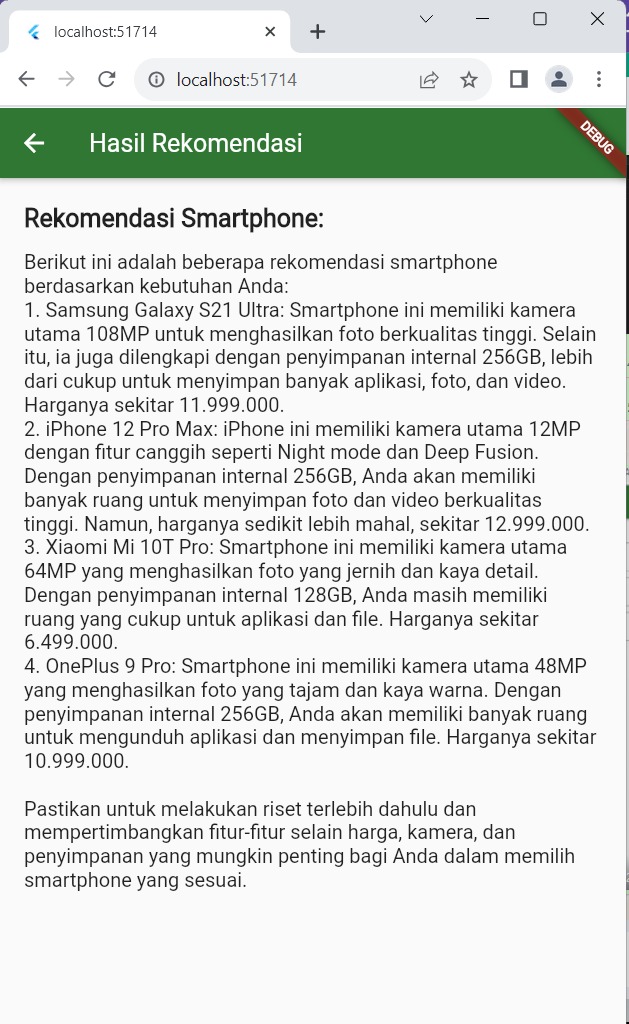 localhost:51714
localhost:51714
Hasil Rekomendasi
DEBUG
Rekomendasi Smartphone:
Berikut ini adalah beberapa rekomendasi smartphone
berdasarkan kebutuhan Anda:
1. Samsung Galaxy S21 Ultra: Smartphone ini memiliki kamera
utama 108MP untuk menghasilkan foto berkualitas tinggi. Selain
itu, ia juga dilengkapi dengan penyimpanan internal 256GB, lebih
dari cukup untuk menyimpan banyak aplikasi, foto, dan video.
Harganya sekitar 11.999.000.
2. iPhone 12 Pro Max: iPhone ini memiliki kamera utama 12MP
dengan fitur canggih seperti Night mode dan Deep Fusion.
Dengan penyimpanan internal 256GB, Anda akan memiliki
banyak ruang untuk menyimpan foto dan video berkualitas
tinggi. Namun, harganya sedikit lebih mahal, sekitar 12.999.000.
3. Xiaomi Mi 10T Pro: Smartphone ini memiliki kamera utama
64MP yang menghasilkan foto yang jernih dan kaya detail.
Dengan penyimpanan internal 128GB, Anda masih memiliki
ruang yang cukup untuk aplikasi dan file. Harganya sekitar
6.499.000.
4. OnePlus 9 Pro: Smartphone ini memiliki kamera utama 48MP
yang menghasilkan foto yang tajam dan kaya warna. Dengan
penyimpanan internal 256GB, Anda akan memiliki banyak ruang
untuk mengunduh aplikasi dan menyimpan file. Harganya sekitar
10.999.000.
Pastikan untuk melakukan riset terlebih dahulu dan
mempertimbangkan fitur-fitur selain harga, kamera, dan
penyimpanan yang mungkin penting bagi Anda dalam memilih
smartphone yang sesuai.